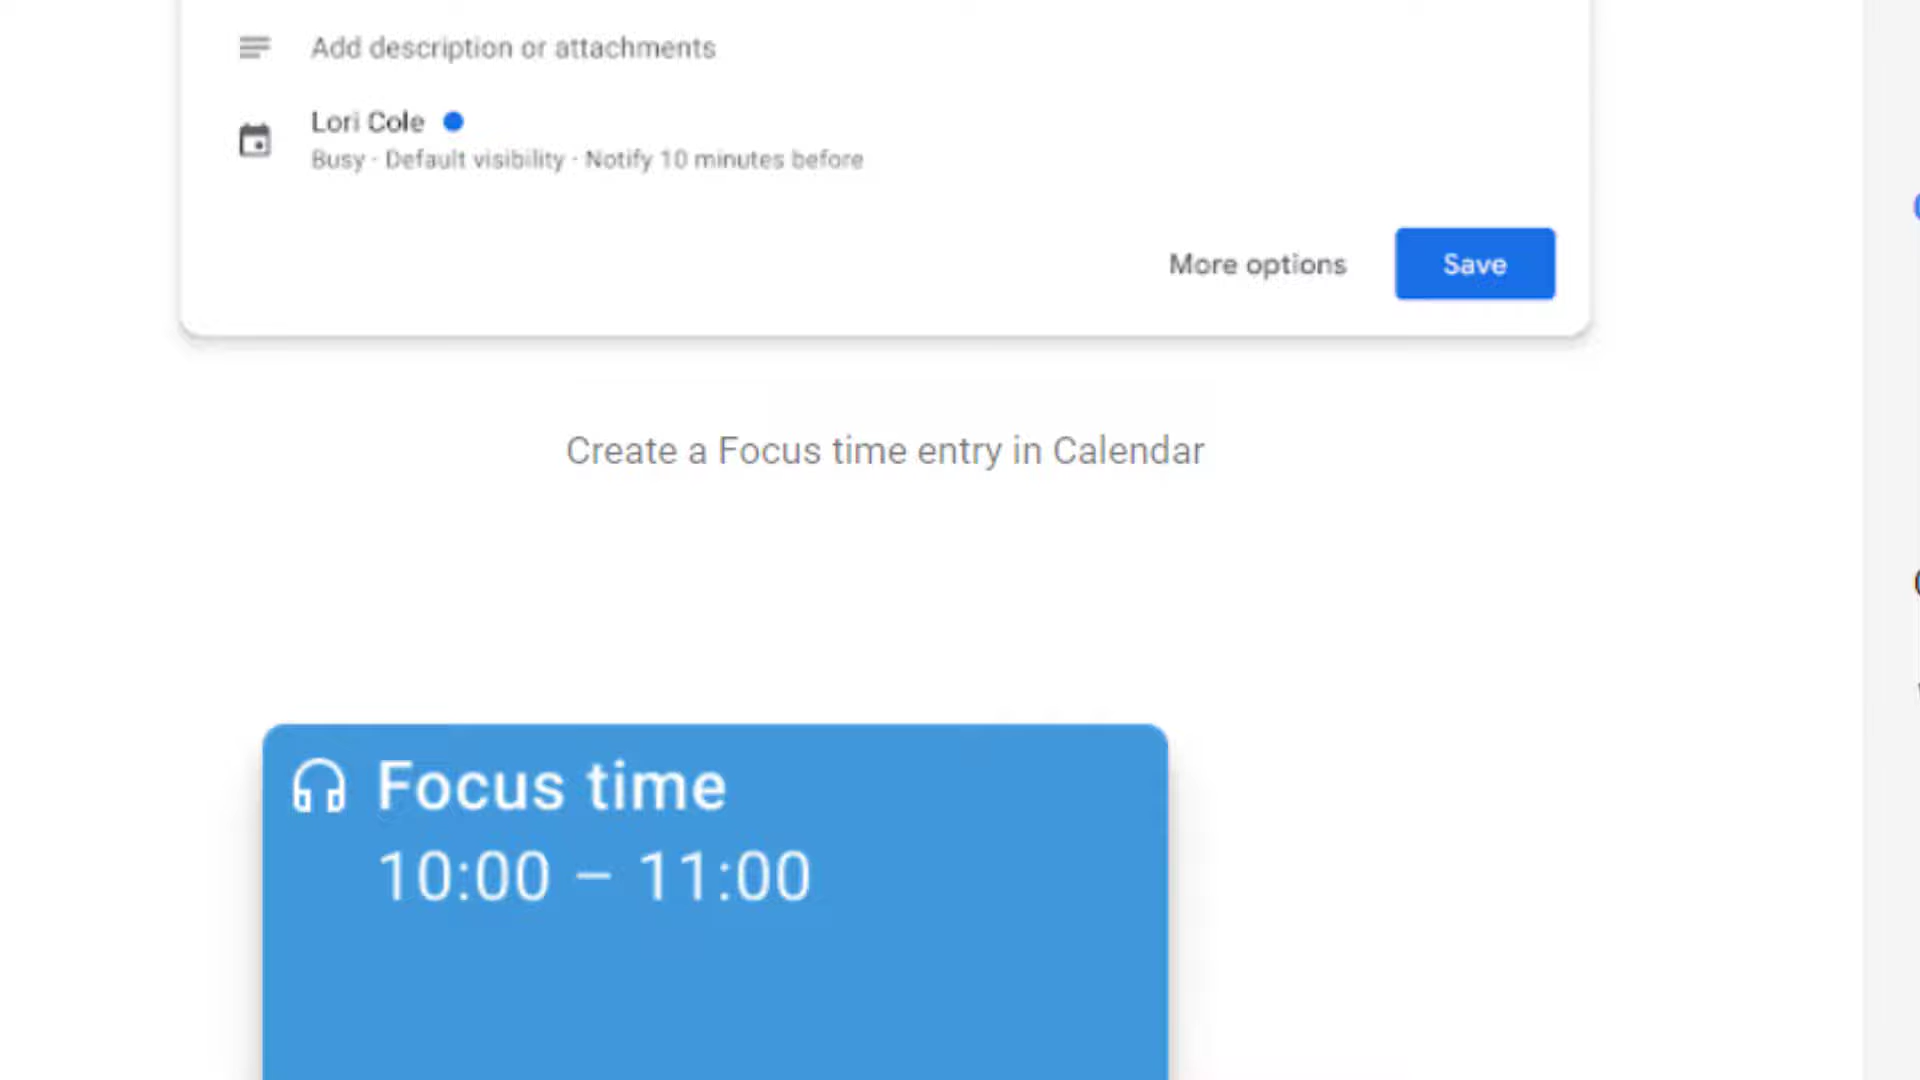 Add description or attachments
Lori Cole
Busy · Default visibility · Notify 10 minutes before
More options
Save
Create a Focus time entry in Calendar
Focus time
10:00 – 11:00